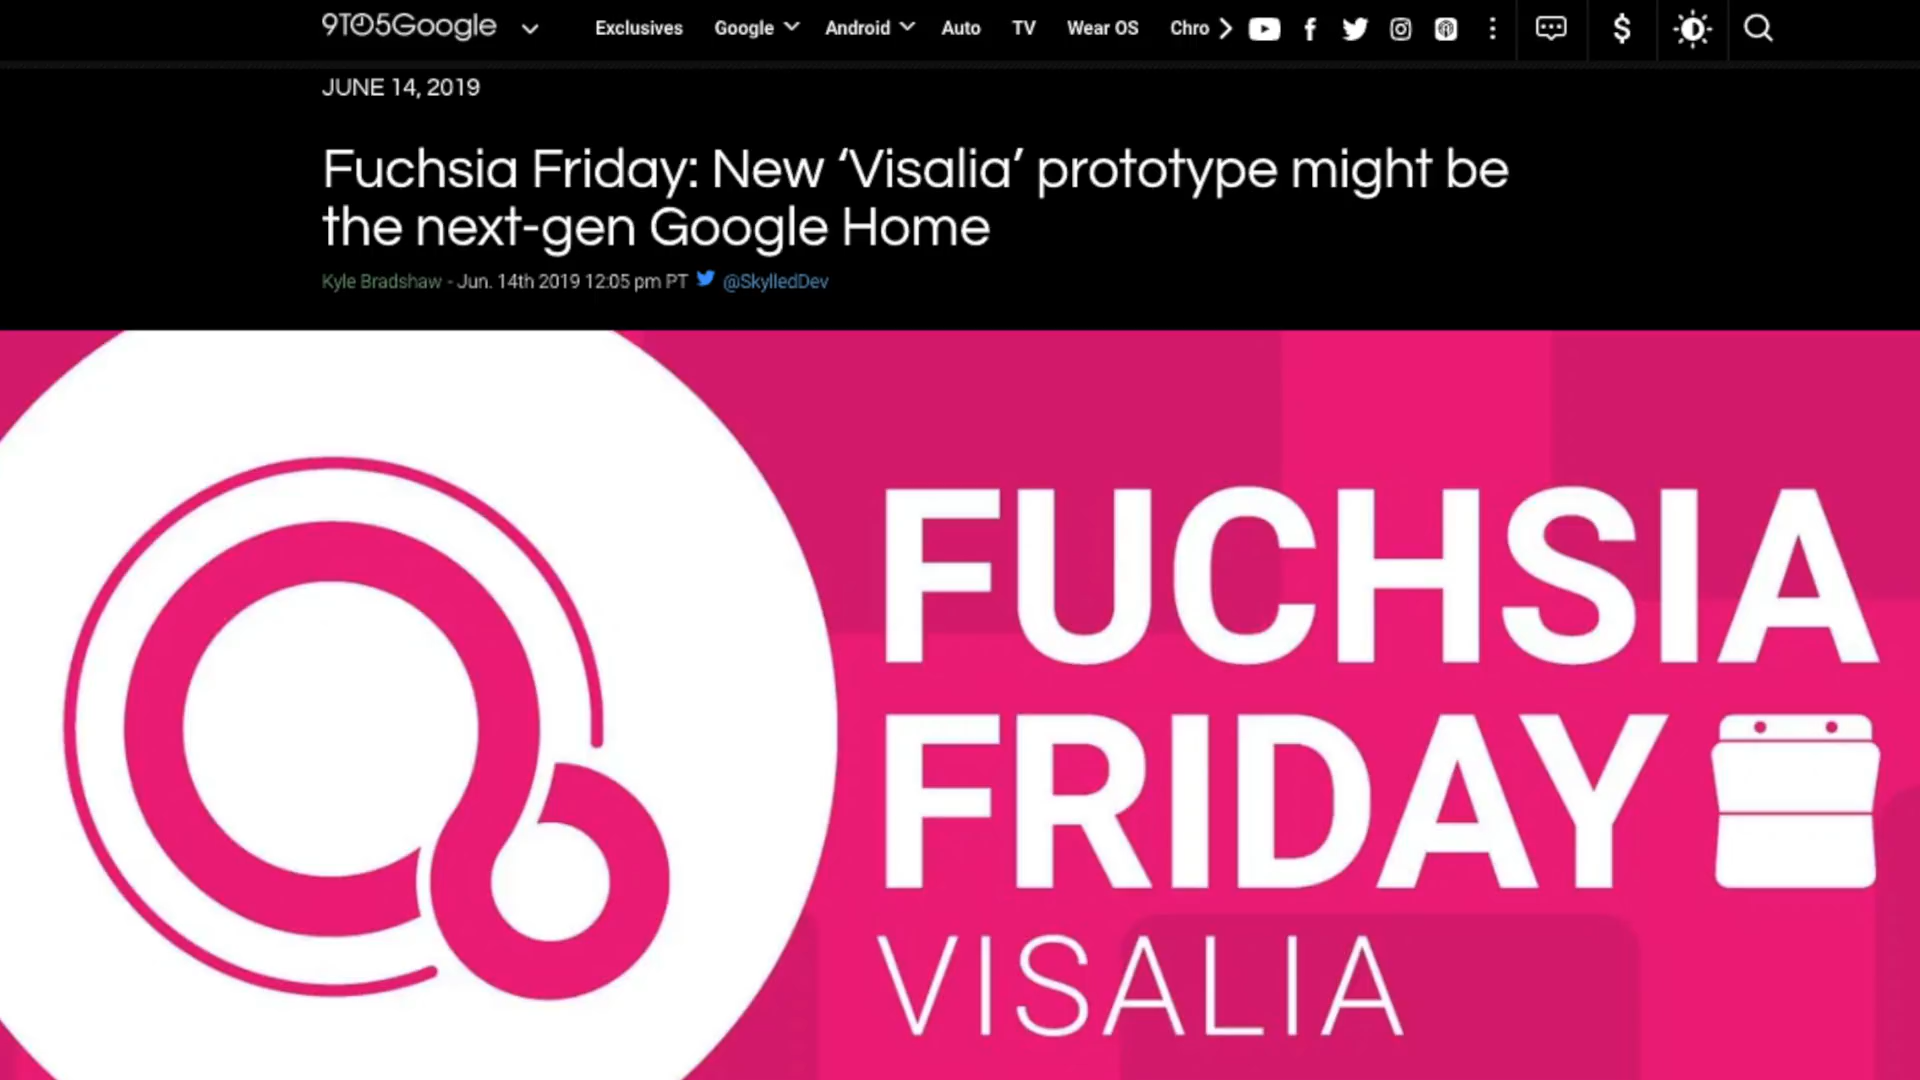 9TO5Google
Exclusives Google Android Auto TV Wear OS Chro
JUNE 14, 2019
Fuchsia Friday: New ‘Visalia’ prototype might be
the next-gen Google Home
Kyle Bradshaw - Jun. 14th 2019 12:05 pm PT @SkylledDev
FUCHSIA
FRIDAY
VISALIA